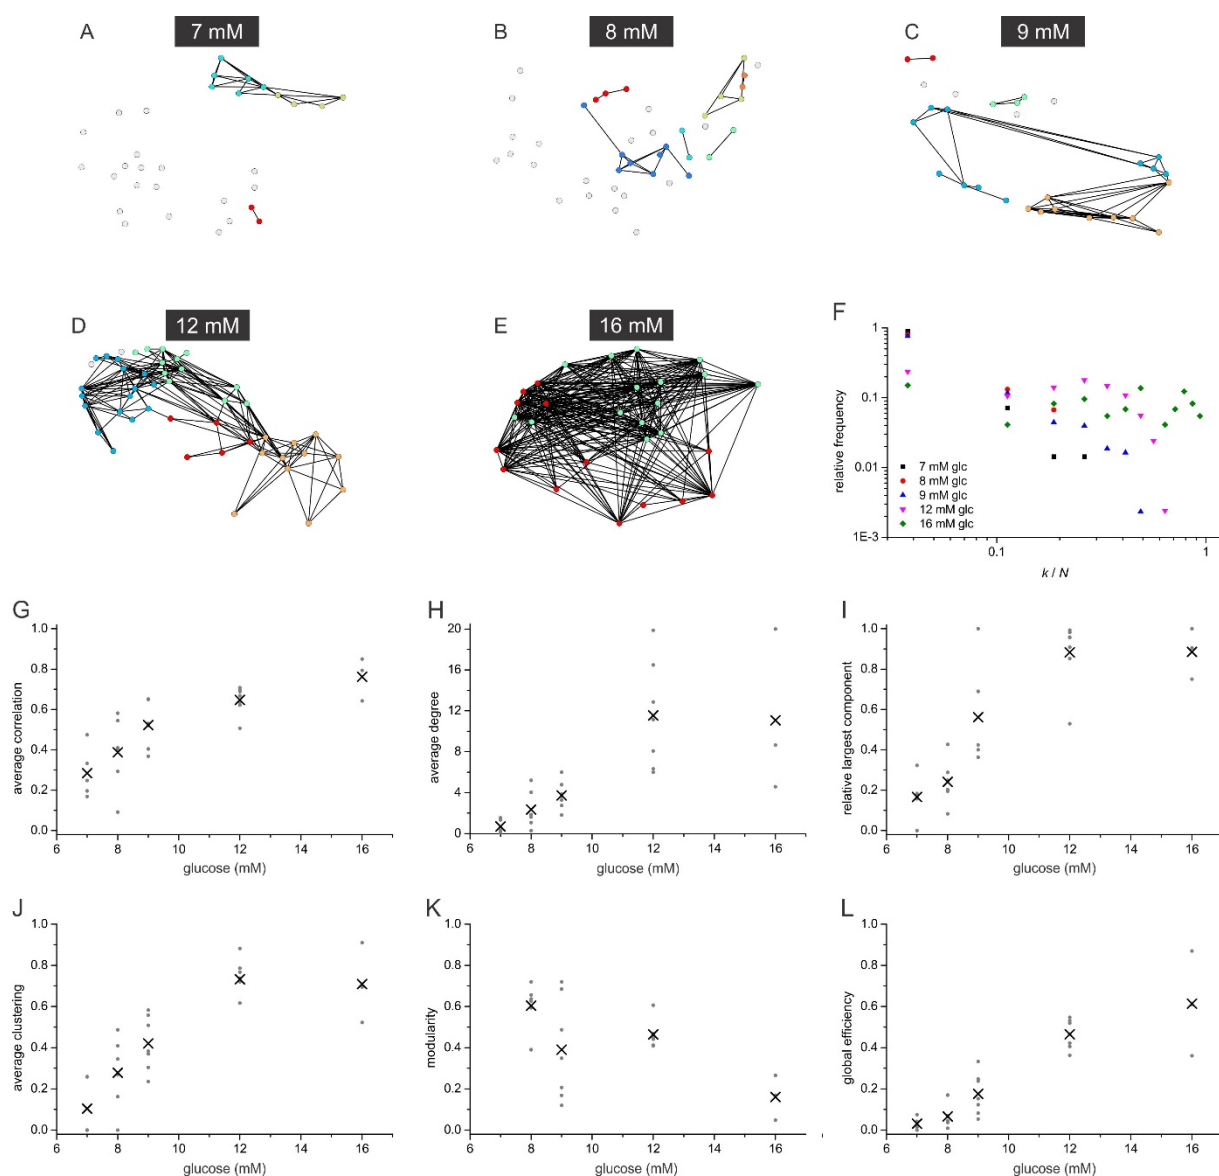 A 7 mM
B 8 mM
C 9 mM
D 12 mM
E 16 mM
F
1
0.1
0.01
1E-3
relative frequency
7 mM glc
8 mM glc
9 mM glc
12 mM glc
16 mM glc
0.1 1
k / N
G
1.0
0.8
0.6
0.4
0.2
0.0
average correlation
6 8 10 12 14 16
glucose (mM)
H
20
16
12
8
4
0
average degree
6 8 10 12 14 16
glucose (mM)
I
1.0
0.8
0.6
0.4
0.2
0.0
relative largest component
6 8 10 12 14 16
glucose (mM)
J
1.0
0.8
0.6
0.4
0.2
0.0
average clustering
6 8 10 12 14 16
glucose (mM)
K
1.0
0.8
0.6
0.4
0.2
0.0
modularity
6 8 10 12 14 16
glucose (mM)
L
1.0
0.8
0.6
0.4
0.2
0.0
global efficiency
6 8 10 12 14 16
glucose (mM)